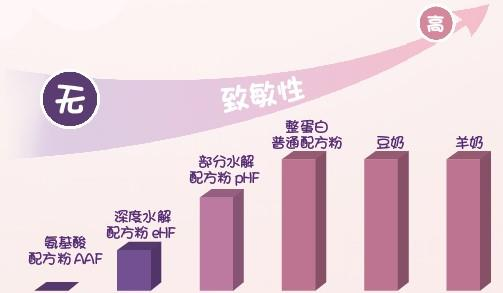 高
无
致敏性
氨基酸
配方粉 AAF
深度水解
配方粉 eHF
部分水解
配方粉 pHF
整蛋白
普通配方粉
豆奶
羊奶